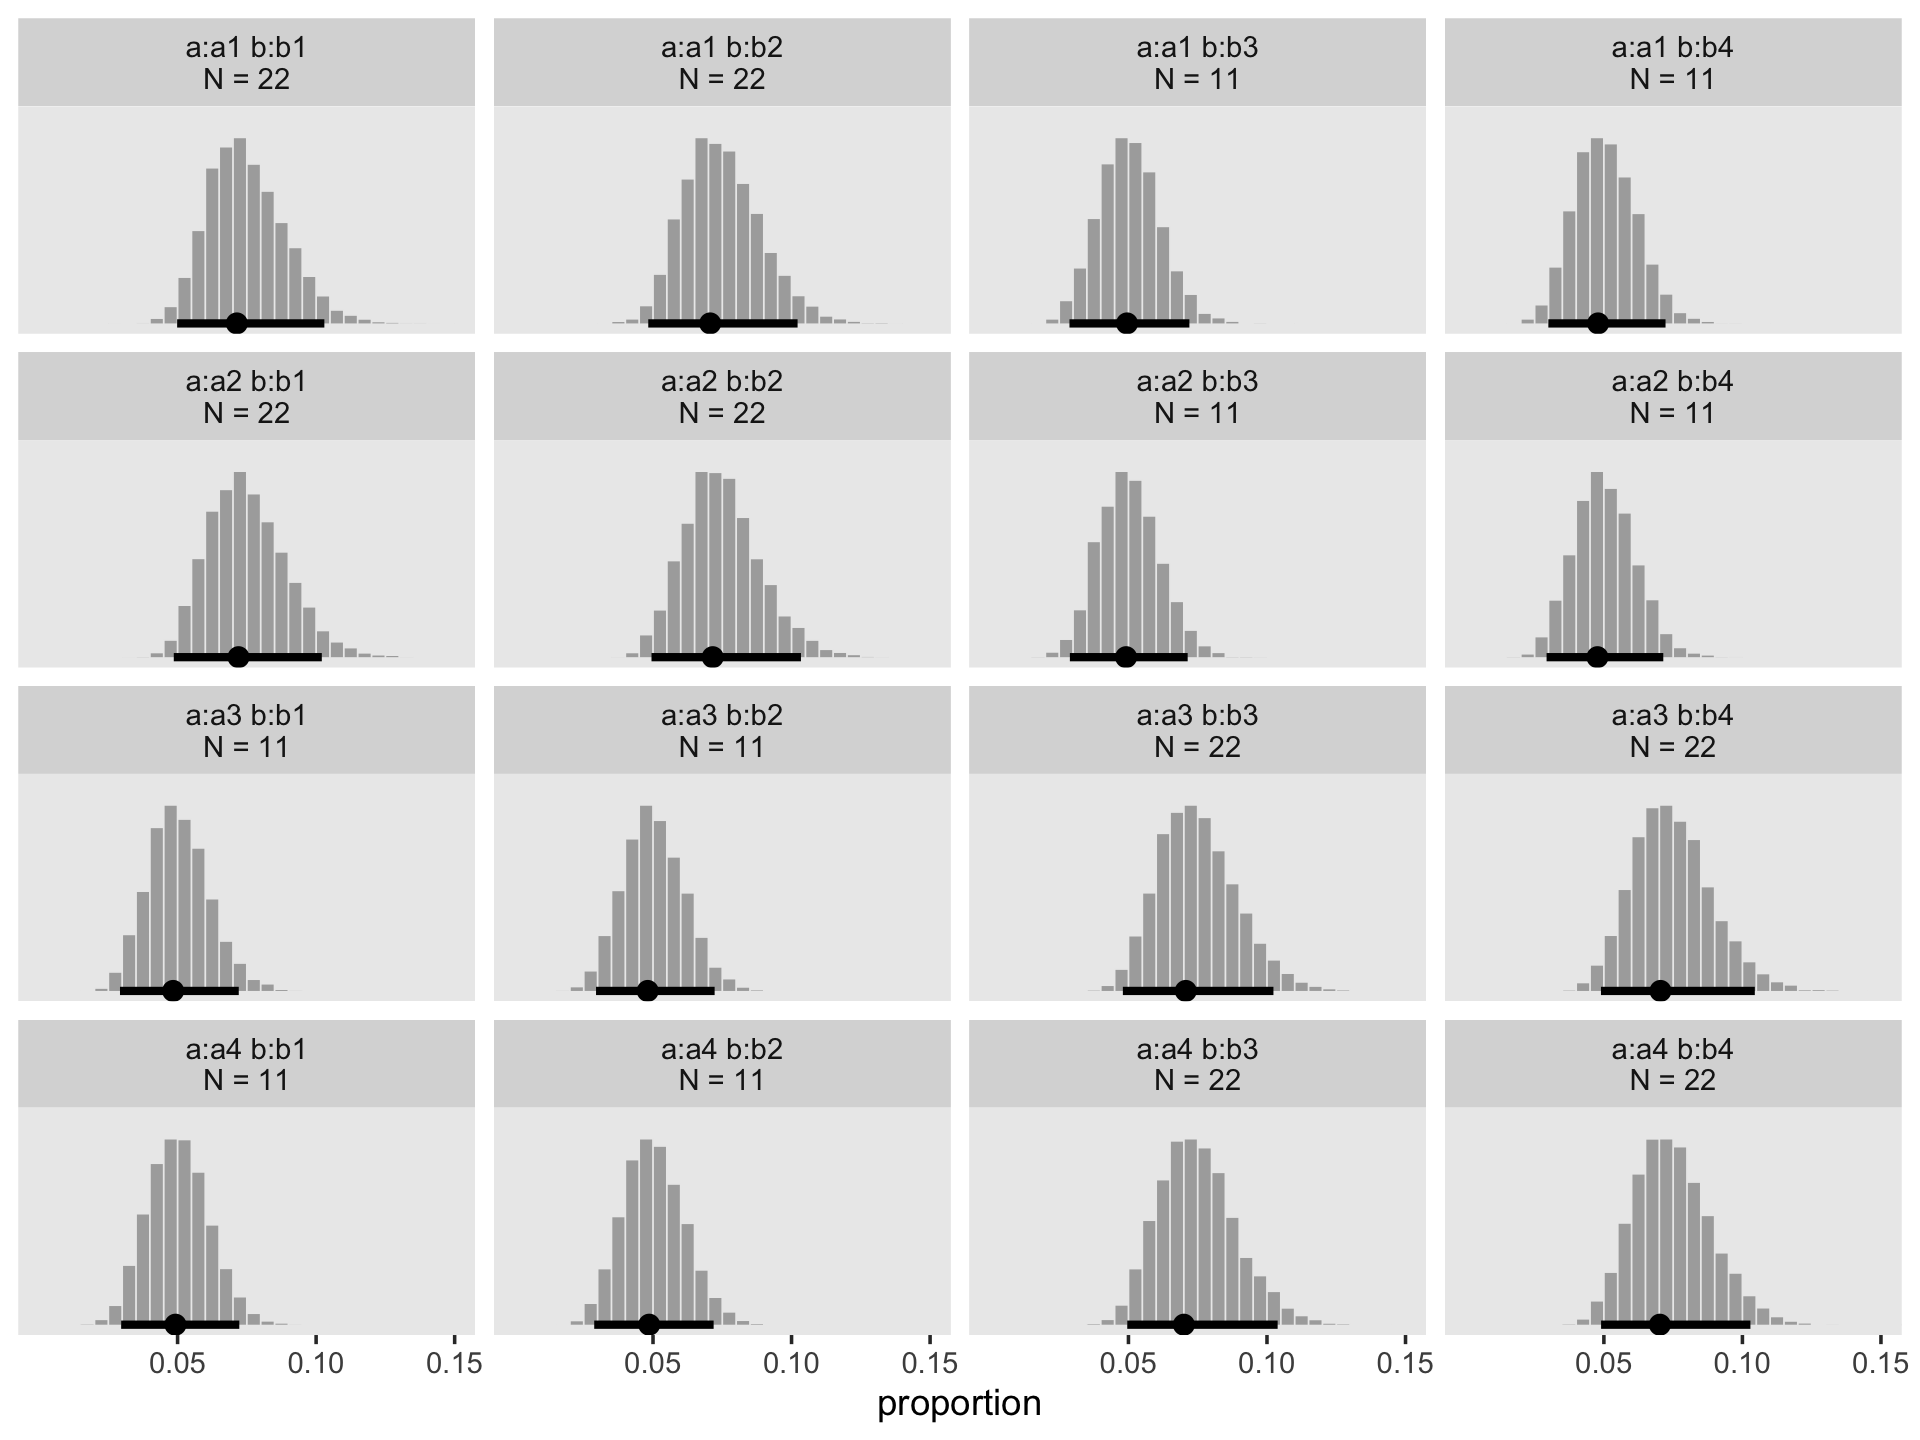 a:a1 b:b1
N = 22
a:a1 b:b2
N = 22
a:a1 b:b3
N = 11
a:a1 b:b4
N = 11
a:a2 b:b1
N = 22
a:a2 b:b2
N = 22
a:a2 b:b3
N = 11
a:a2 b:b4
N = 11
a:a3 b:b1
N = 11
a:a3 b:b2
N = 11
a:a3 b:b3
N = 22
a:a3 b:b4
N = 22
a:a4 b:b1
N = 11
a:a4 b:b2
N = 11
a:a4 b:b3
N = 22
a:a4 b:b4
N = 22
0.05 0.10 0.15 0.05 0.10 0.15 0.05 0.10 0.15 0.05 0.10 0.15
proportion